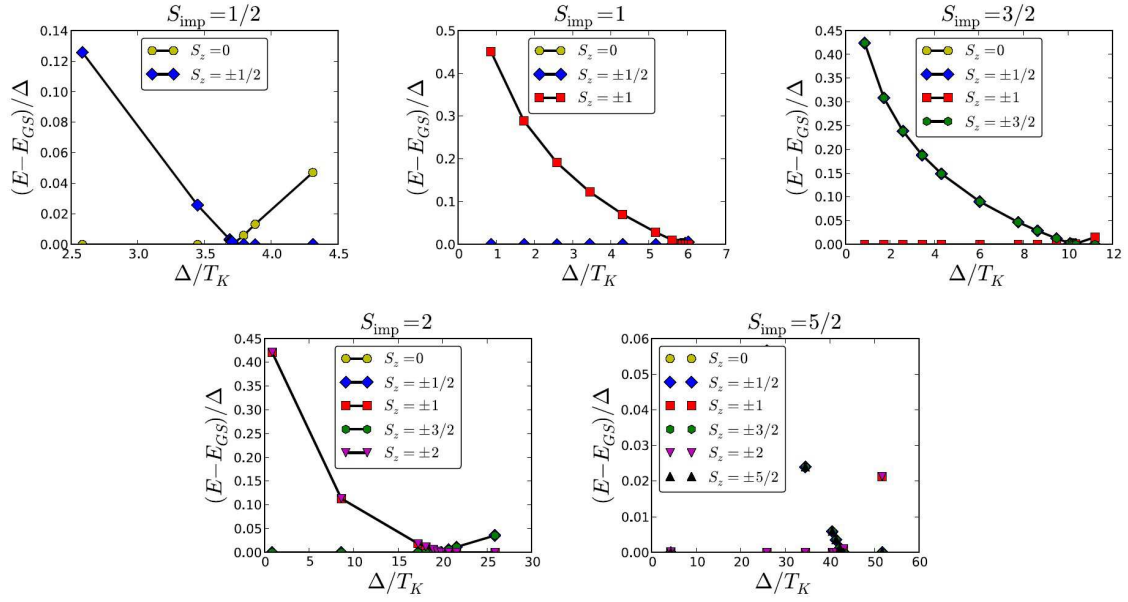 S_imp=1/2
0.14
0.12
0.10
0.08
0.06
0.04
0.02
0.00
(E−E_GS)/Δ
S_z=0
S_z=±1/2
2.5 3.0 3.5 4.0 4.5
Δ/T_K
S_imp=1
0.5
0.4
0.3
0.2
0.1
0.0
(E−E_GS)/Δ
S_z=0
S_z=±1/2
S_z=±1
0 1 2 3 4 5 6 7
Δ/T_K
S_imp=3/2
0.45
0.40
0.35
0.30
0.25
0.20
0.15
0.10
0.05
0.00
(E−E_GS)/Δ
S_z=0
S_z=±1/2
S_z=±1
S_z=±3/2
0 2 4 6 8 10 12
Δ/T_K
S_imp=2
0.45
0.40
0.35
0.30
0.25
0.20
0.15
0.10
0.05
0.00
(E−E_GS)/Δ
S_z=0
S_z=±1/2
S_z=±1
S_z=±3/2
S_z=±2
0 5 10 15 20 25 30
Δ/T_K
S_imp=5/2
0.06
0.05
0.04
0.03
0.02
0.01
0.00
(E−E_GS)/Δ
S_z=0
S_z=±1/2
S_z=±1
S_z=±3/2
S_z=±2
S_z=±5/2
0 10 20 30 40 50 60
Δ/T_K